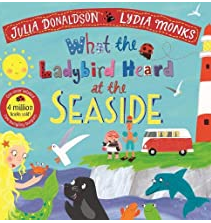 JULIA DONALDSON LYDIA MONKS
What the
Ladybird Heard
at the
SEASIDE
4 million